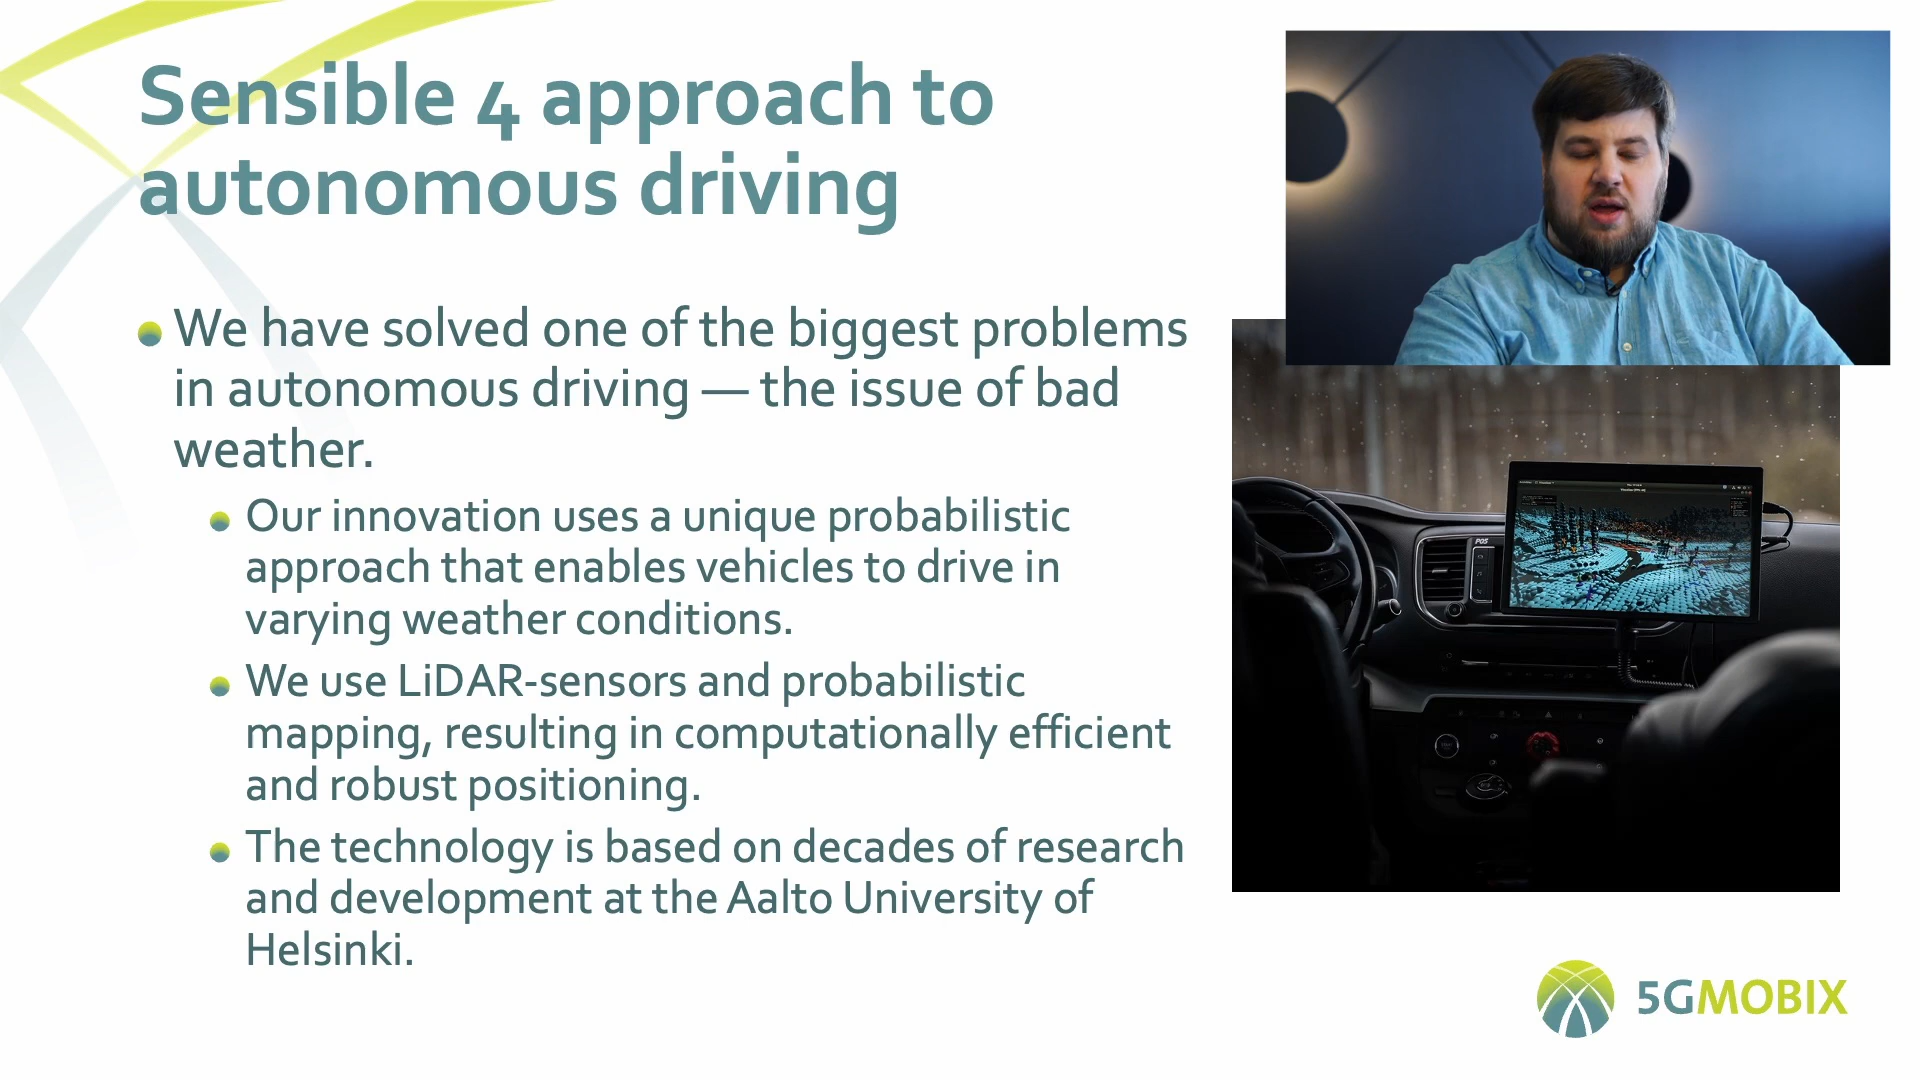 Sensible 4 approach to
autonomous driving
We have solved one of the biggest problems
in autonomous driving — the issue of bad
weather.
Our innovation uses a unique probabilistic
approach that enables vehicles to drive in
varying weather conditions.
We use LiDAR-sensors and probabilistic
mapping, resulting in computationally efficient
and robust positioning.
The technology is based on decades of research
and development at the Aalto University of
Helsinki.
5GMOBIX